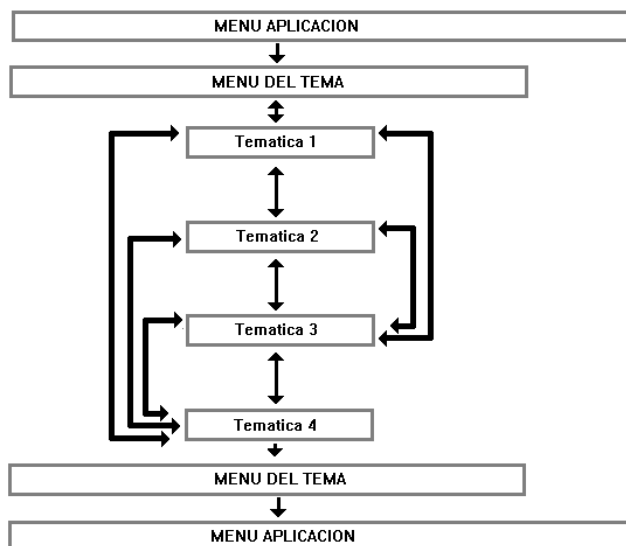 MENU APLICACION
MENU DEL TEMA
Tematica 1
Tematica 2
Tematica 3
Tematica 4
MENU DEL TEMA
MENU APLICACION